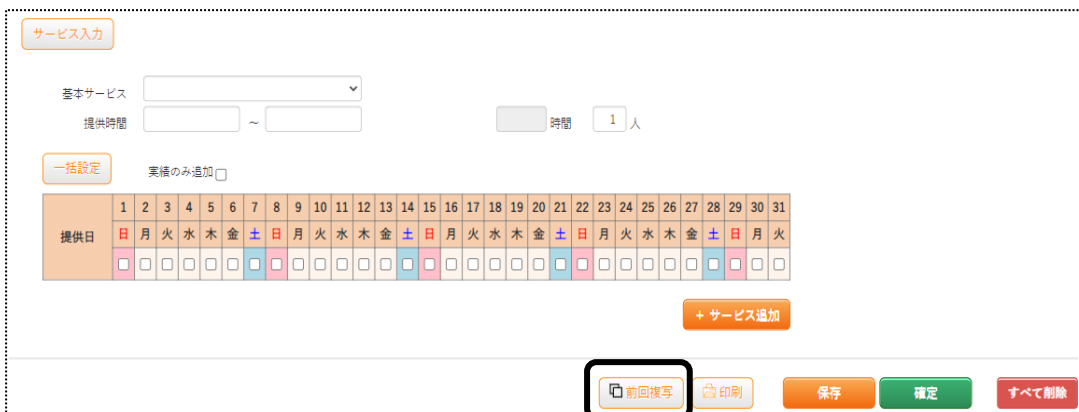 サービス入力
基本サービス
提供時間 ~ 時間 1 人
一括設定 実績のみ追加
1 2 3 4 5 6 7 8 9 10 11 12 13 14 15 16 17 18 19 20 21 22 23 24 25 26 27 28 29 30 31
提供日 日 月 火 水 木 金 土 日 月 火 水 木 金 土 日 月 火 水 木 金 土 日 月 火 水 木 金 土 日 月 火
+ サービス追加
前回複写 印刷 保存 確定 すべて削除